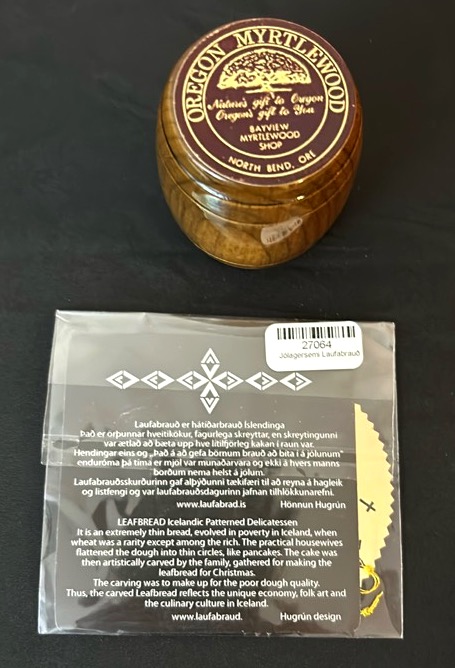 OREGON MYRTLEWOOD
Nature's gift to Oregon
Oregon's gift to You
BAYVIEW
MYRTLEWOOD
SHOP
NORTH BEND, ORE
27064
Jólagersemi Laufabrauð
Laufabrauð er hátíðarbrauð Íslendinga
Það er örþunnar hveitikökur, fagurlega skreyttar, en skreytingunni
var ætlað að bæta upp hve lítilfjörleg kakan í raun var.
Hendingar eins og „Það á að gefa börnum brauð að bíta í á jólunum"
enduróma þá tíma er mjöl var munaðarvara og ekki á hvers manns
borðum nema helst á jólum.
Laufabrauðsskurðurinn gaf alþýðunni tækifæri til að reyna á hagleik
og listfengi og var laufabrauðsdagurinn jafnan tilhlökkunarefni.
www.laufabrad.is Hönnun Hugrún
LEAFBREAD Icelandic Patterned Delicatessen
It is an extremely thin bread, evolved in poverty in Iceland, when
wheat was a rarity except among the rich. The practical housewives
flattened the dough into thin circles, like pancakes. The cake was
then artistically carved by the family, gathered for making the
leafbread for Christmas.
The carving was to make up for the poor dough quality.
Thus, the carved Leafbread reflects the unique economy, folk art and
the culinary culture in Iceland.
www.laufabraud. Hugrún design